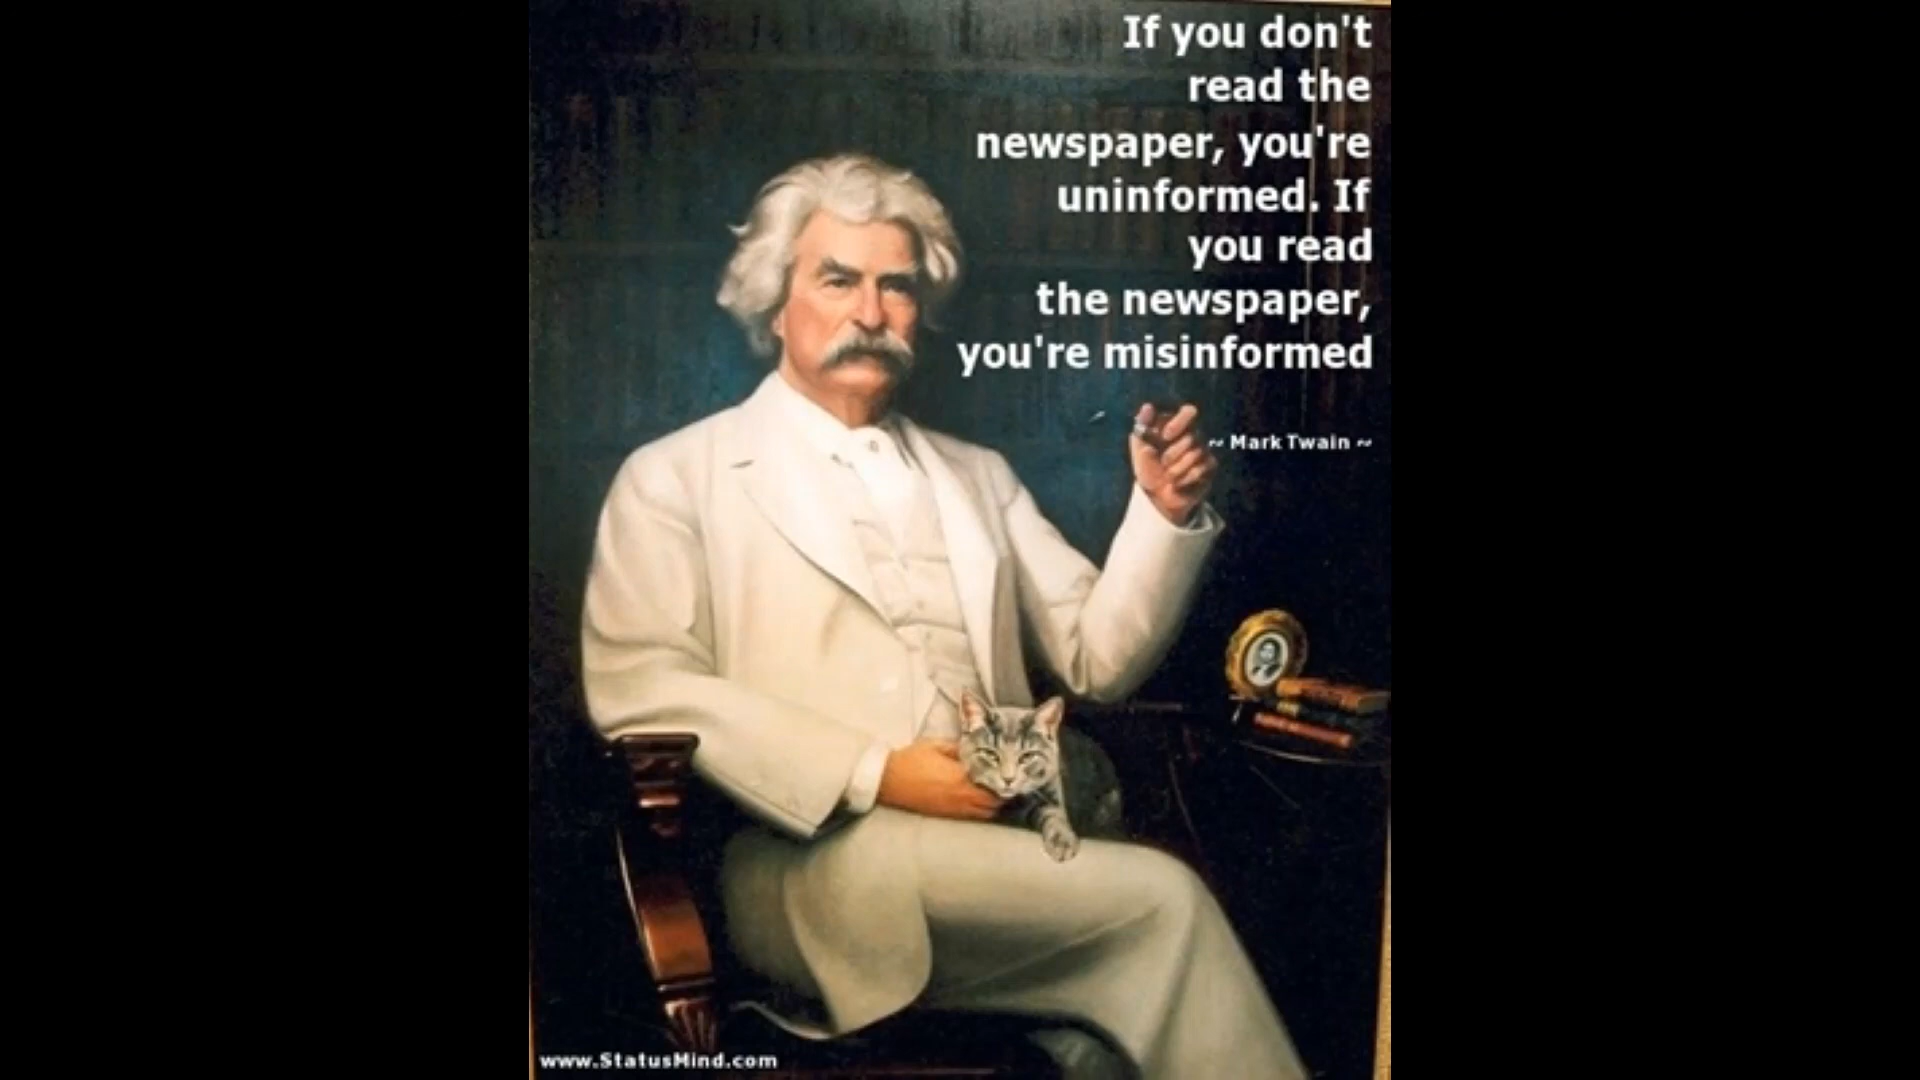 If you don't
read the
newspaper, you're
uninformed. If
you read
the newspaper,
you're misinformed
~ Mark Twain ~
www.StatusMind.com